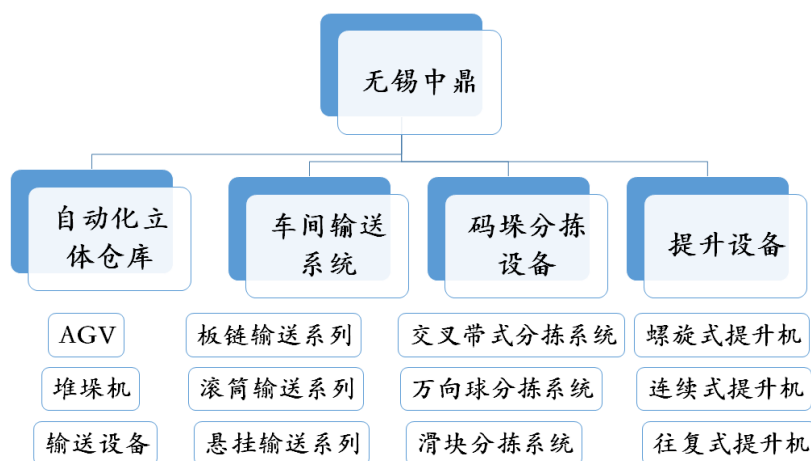 无锡中鼎
自动化立
体仓库
车间输送
系统
码垛分拣
设备
提升设备
AGV
板链输送系列
交叉带式分拣系统
螺旋式提升机
堆垛机
滚筒输送系列
万向球分拣系统
连续式提升机
输送设备
悬挂输送系列
滑块分拣系统
往复式提升机